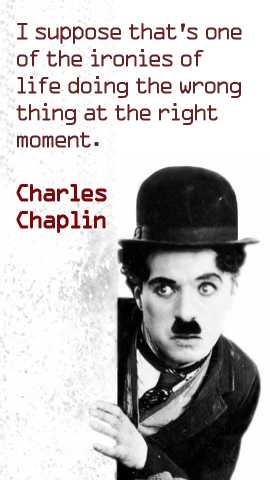 I suppose that's one
of the ironies of
life doing the wrong
thing at the right
moment.
Charles
Chaplin